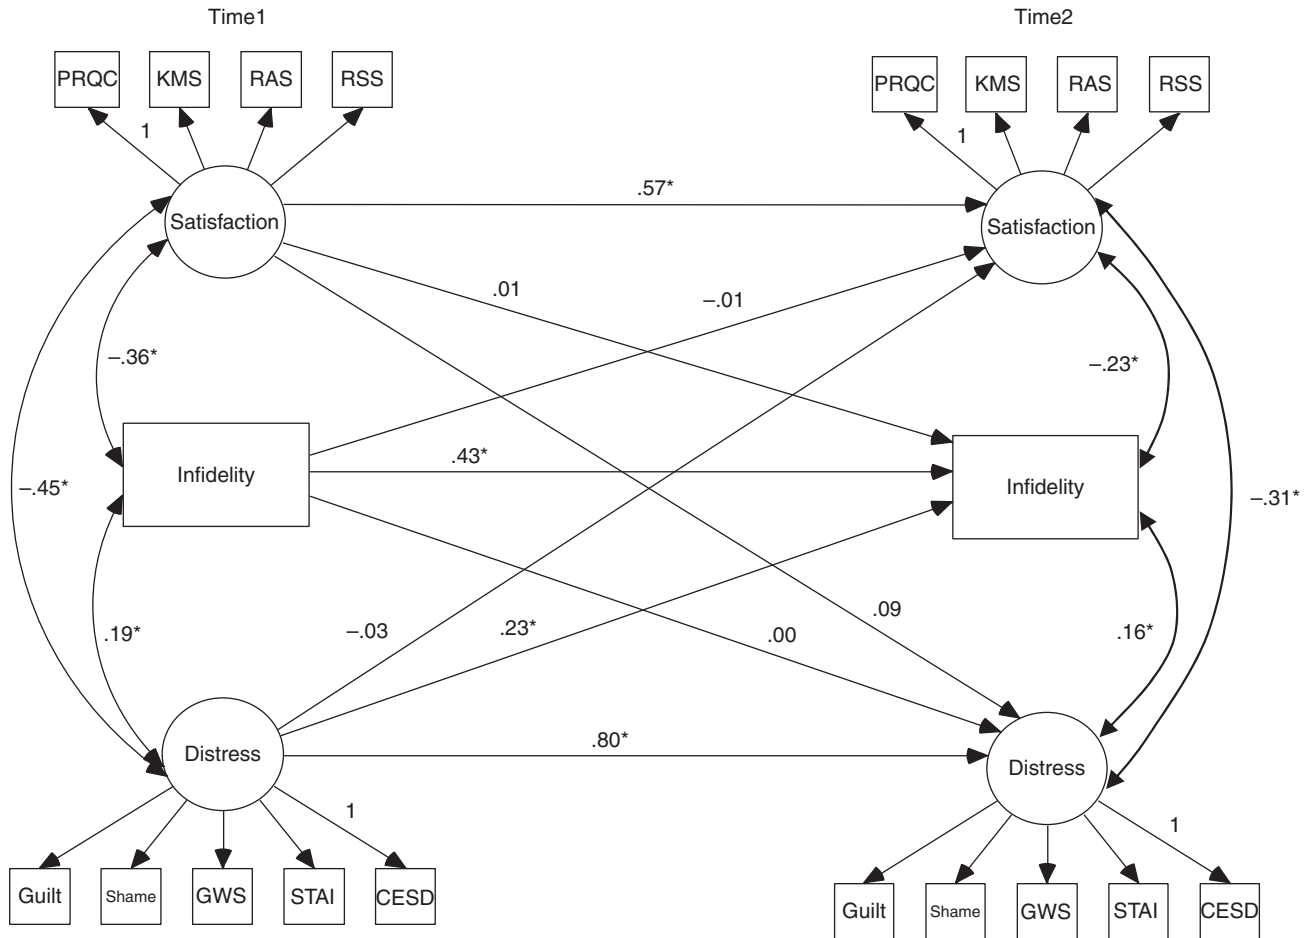 Time1 Time2
PRQC KMS RAS RSS PRQC KMS RAS RSS
1 1
Satisfaction .57* Satisfaction
.01 –.01
–.36* –.23*
Infidelity .43* Infidelity
–.45* –.31*
.19* –.03 .23* .00 .09 .16*
Distress .80* Distress
1 1
Guilt Shame GWS STAI CESD Guilt Shame GWS STAI CESD